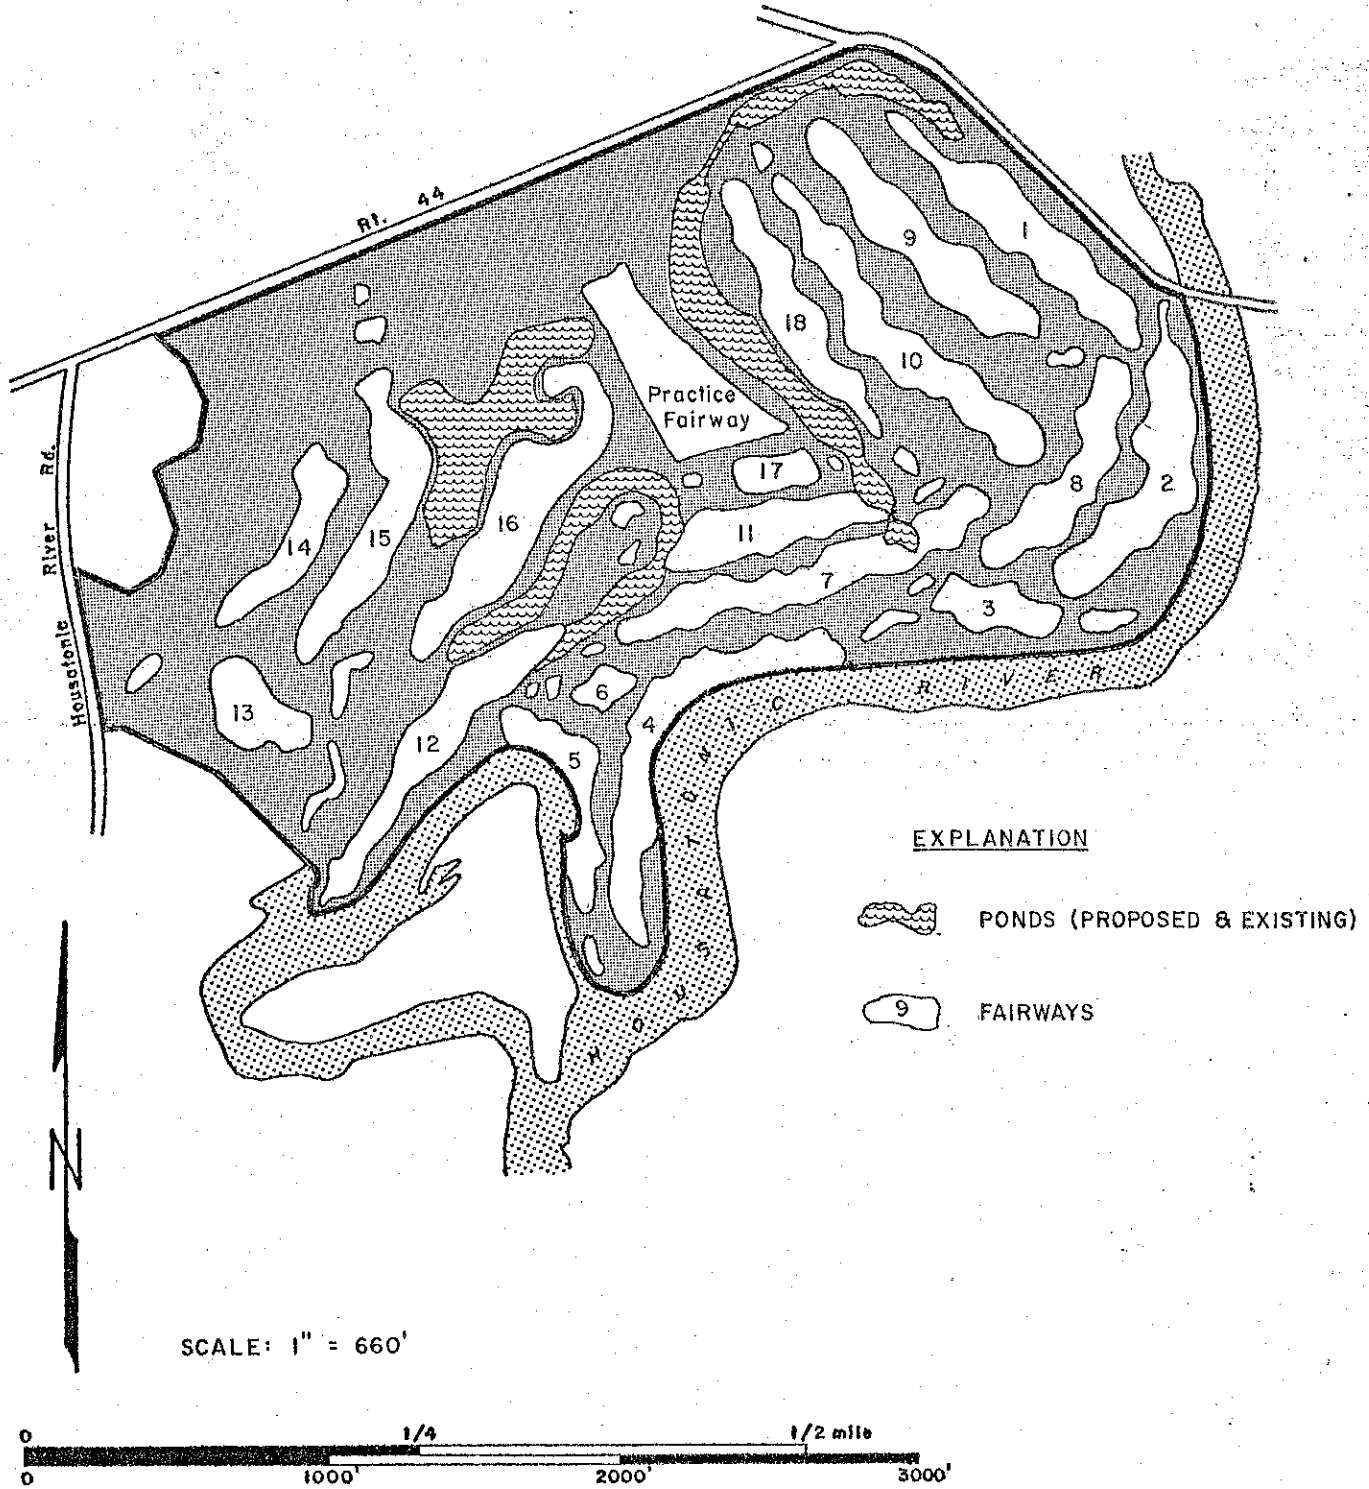 Rt. 44
1
9
18
10
Practice
Fairway
8
2
17
16
15
14
11
7
3
Housatonic River Rd.
6
13
12
4
5
HOUSATONIC RIVER
EXPLANATION
PONDS (PROPOSED & EXISTING)
9 FAIRWAYS
N
SCALE: 1" = 660'
0 1/4 1/2 mile
0 1000' 2000' 3000'